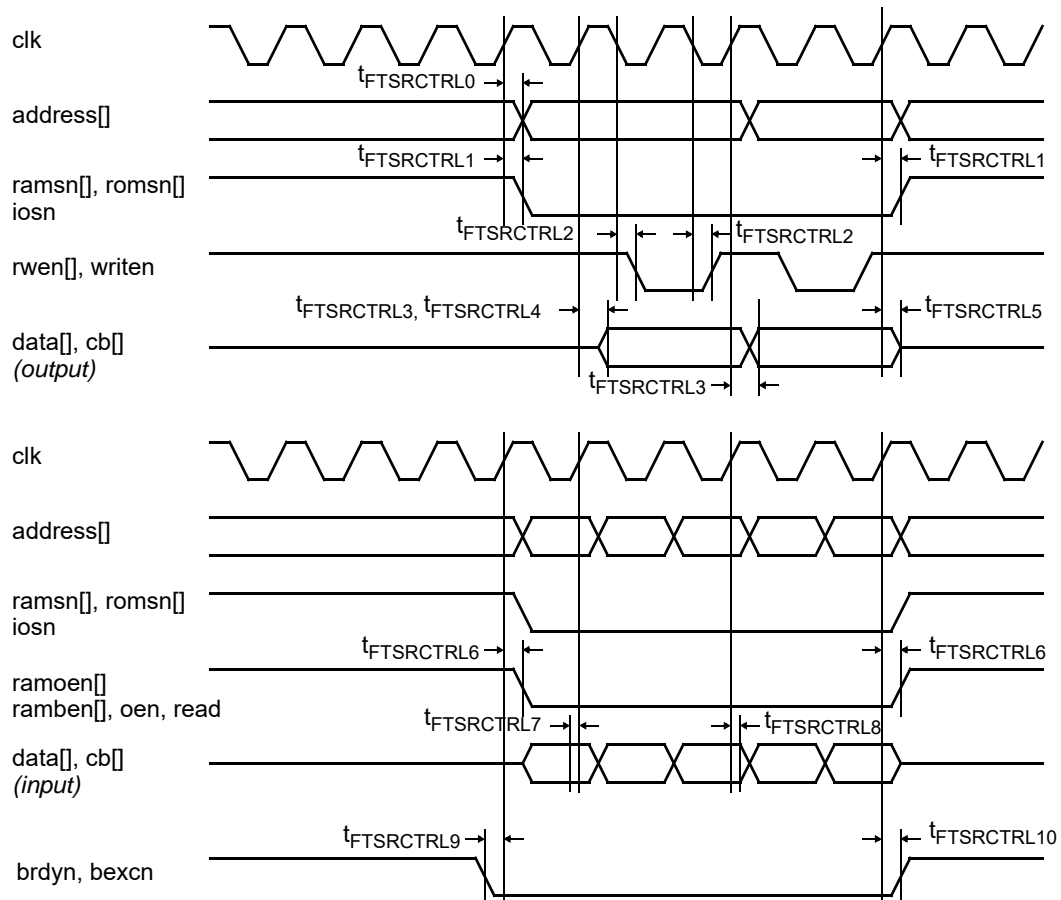 clk
tFTSRCTRL0
address[]
tFTSRCTRL1
tFTSRCTRL1
ramsn[], romsn[]
iosn
tFTSRCTRL2
tFTSRCTRL2
rwen[], writen
tFTSRCTRL3, tFTSRCTRL4
tFTSRCTRL5
data[], cb[]
(output)
tFTSRCTRL3
clk
address[]
ramsn[], romsn[]
iosn
tFTSRCTRL6
tFTSRCTRL6
ramoen[]
ramben[], oen, read
tFTSRCTRL7
tFTSRCTRL8
data[], cb[]
(input)
tFTSRCTRL9
tFTSRCTRL10
brdyn, bexcn